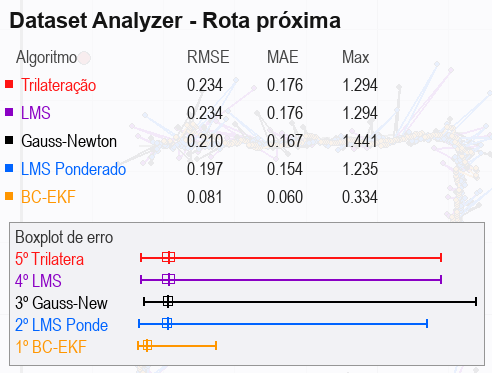 Dataset Analyzer - Rota próxima
Algoritmo RMSE MAE Max
Trilateração 0.234 0.176 1.294
LMS 0.234 0.176 1.294
Gauss-Newton 0.210 0.167 1.441
LMS Ponderado 0.197 0.154 1.235
BC-EKF 0.081 0.060 0.334
Boxplot de erro
5º Trilatera
4º LMS
3º Gauss-New
2º LMS Ponde
1º BC-EKF